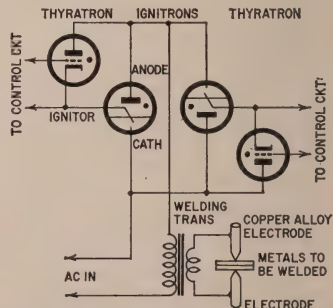 THYRATRON IGNITRONS THYRATRON
TO CONTROL CKT
ANODE
IGNITOR
CATH
TO CONTROL CKT
WELDING
TRANS
COPPER ALLOY
ELECTRODE
METALS TO
BE WELDED
AC IN
ELECTRODE